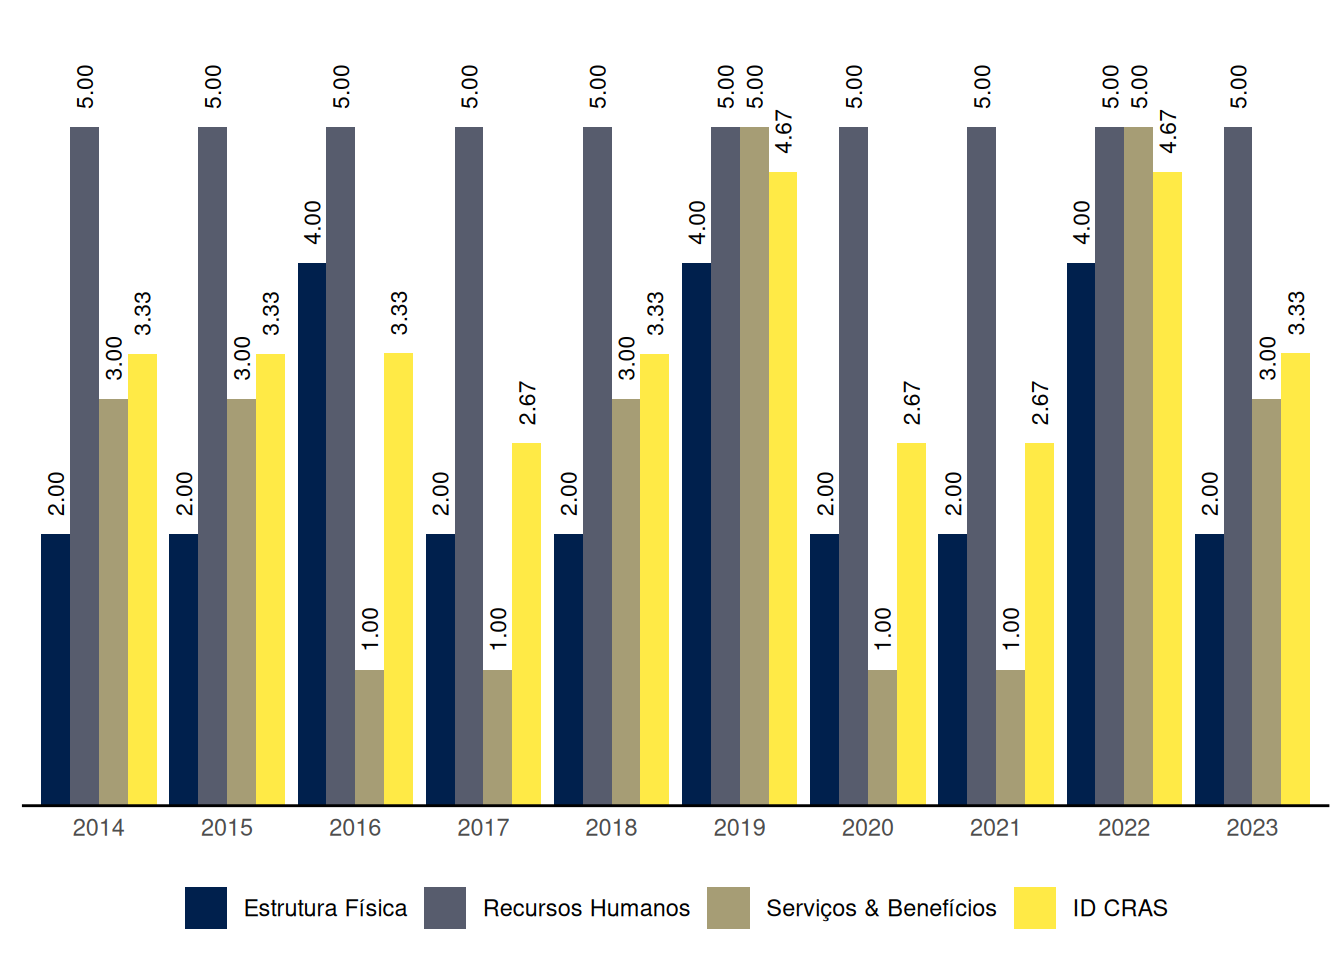 5.00 5.00 5.00 5.00 5.00 5.00 5.00 5.00 5.00 5.00 5.00 5.00
4.67 4.67
4.00 4.00 4.00
3.33 3.33 3.33 3.33 3.33
3.00 3.00 3.00 3.00
2.67 2.67 2.67
2.00 2.00 2.00 2.00 2.00 2.00 2.00
1.00 1.00 1.00 1.00
2014 2015 2016 2017 2018 2019 2020 2021 2022 2023
Estrutura Física Recursos Humanos Serviços & Benefícios ID CRAS